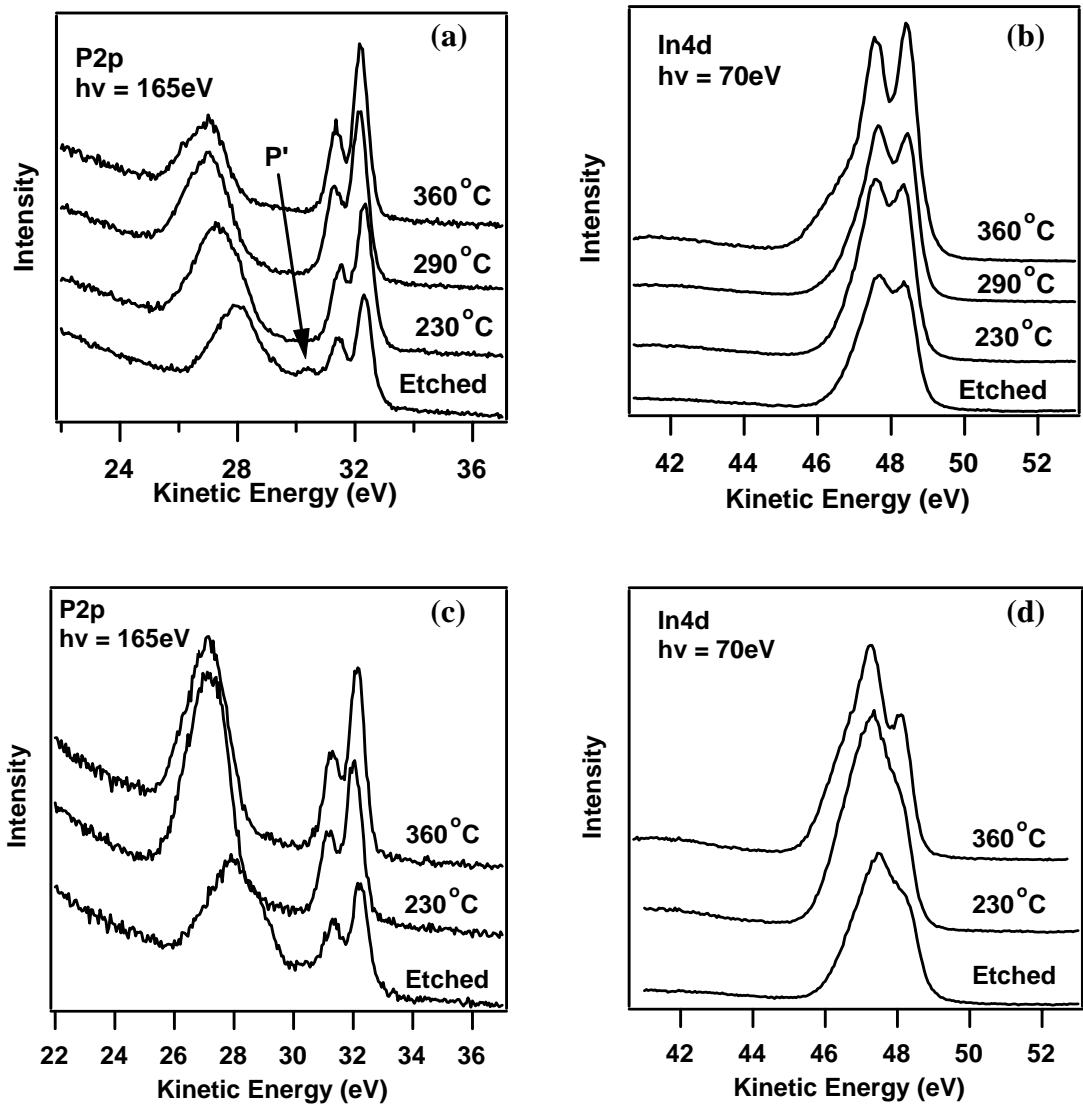 (a)
P2p
hν = 165eV
P'
360°C
290°C
230°C
Etched
Intensity
24 28 32 36
Kinetic Energy (eV)
(b)
In4d
hν = 70eV
360°C
290°C
230°C
Etched
Intensity
42 44 46 48 50 52
Kinetic Energy (eV)
(c)
P2p
hν = 165eV
360°C
230°C
Etched
Intensity
22 24 26 28 30 32 34 36
Kinetic Energy (eV)
(d)
In4d
hν = 70eV
360°C
230°C
Etched
Intensity
42 44 46 48 50 52
Kinetic Energy (eV)